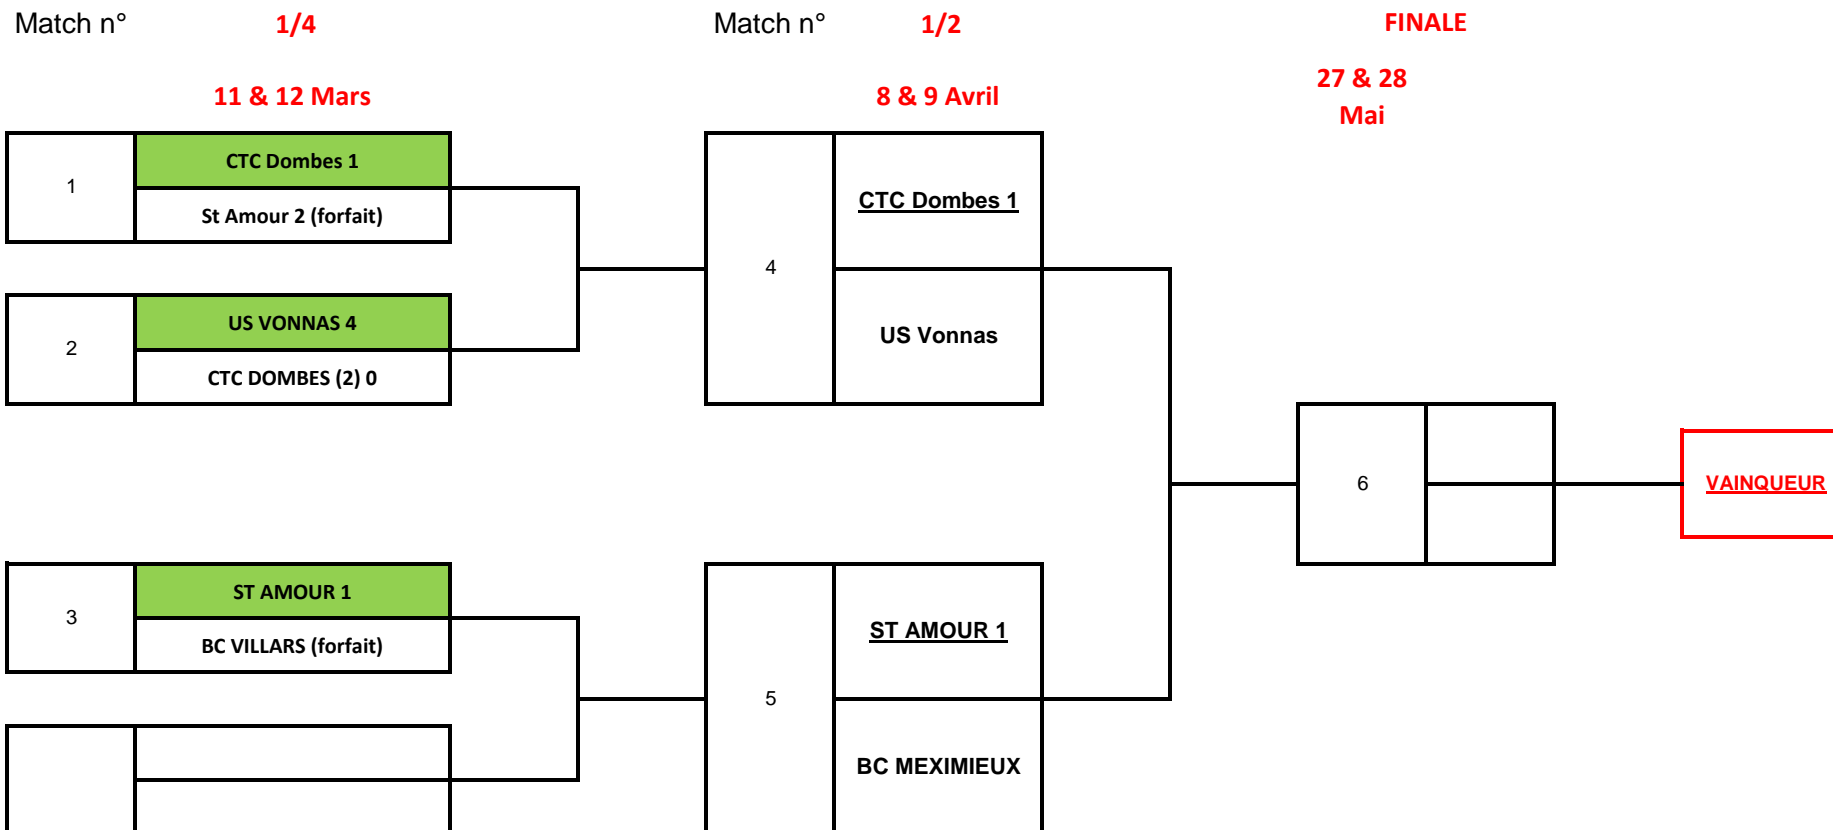 Match n° 1/4 Match n° 1/2 FINALE
11 & 12 Mars 8 & 9 Avril 27 & 28
Mai
1 CTC Dombes 1
St Amour 2 (forfait)
2 US VONNAS 4
CTC DOMBES (2) 0
4 CTC Dombes 1
US Vonnas
6
VAINQUEUR
3 ST AMOUR 1
BC VILLARS (forfait)
5 ST AMOUR 1
BC MEXIMIEUX